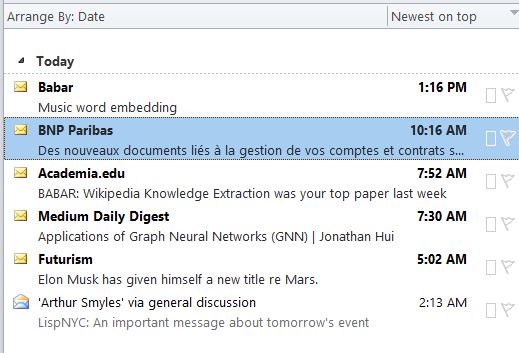 Arrange By: Date Newest on top
Today
Babar 1:16 PM
Music word embedding
BNP Paribas 10:16 AM
Des nouveaux documents liés à la gestion de vos comptes et contrats s...
Academia.edu 7:52 AM
BABAR: Wikipedia Knowledge Extraction was your top paper last week
Medium Daily Digest 7:30 AM
Applications of Graph Neural Networks (GNN) | Jonathan Hui
Futurism 5:02 AM
Elon Musk has given himself a new title re Mars.
'Arthur Smyles' via general discussion 2:13 AM
LispNYC: An important message about tomorrow's event